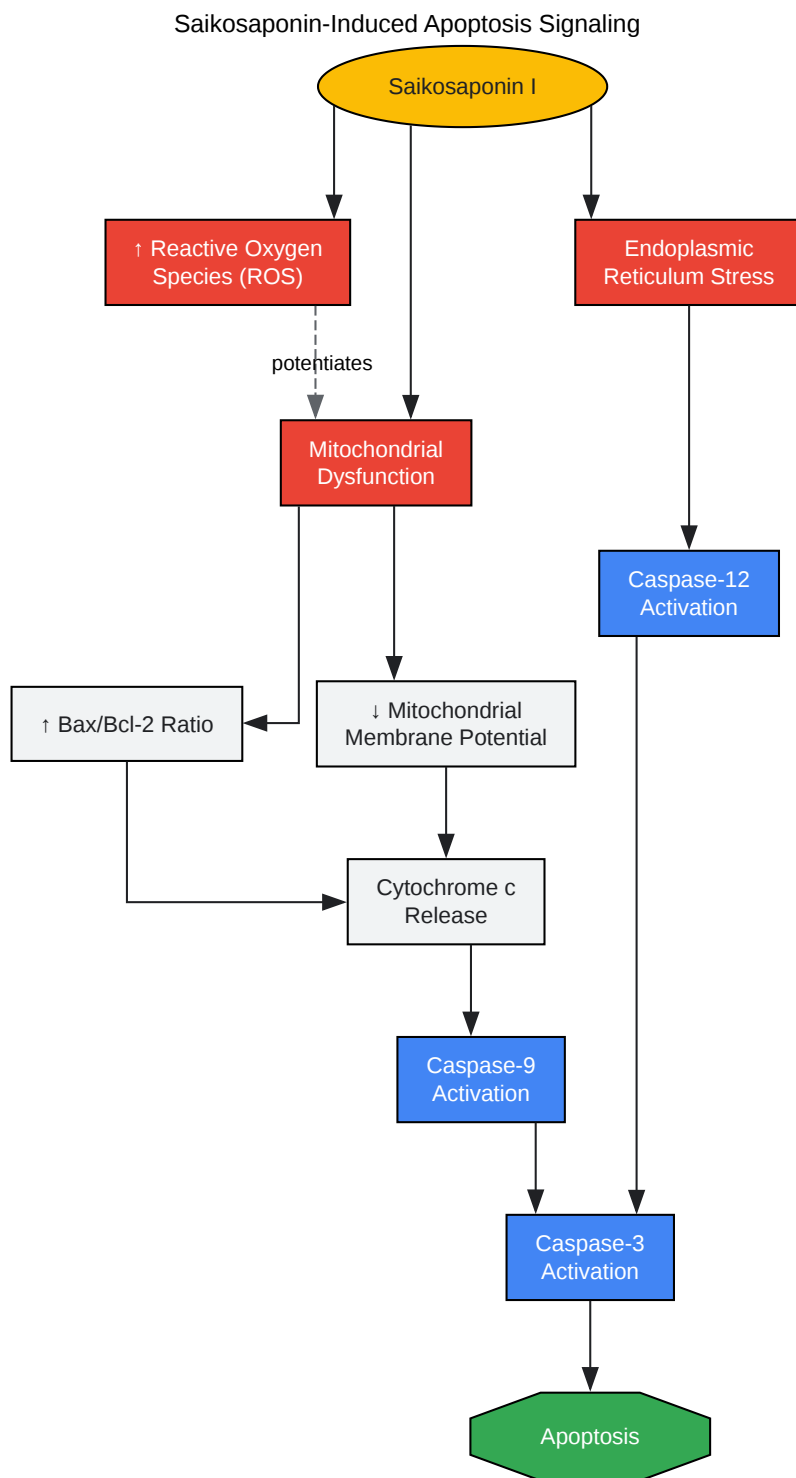 Saikosaponin-Induced Apoptosis Signaling
Saikosaponin I
↑ Reactive Oxygen
Species (ROS)
Endoplasmic
Reticulum Stress
potentiates
Mitochondrial
Dysfunction
Caspase-12
Activation
↑ Bax/Bcl-2 Ratio
↓ Mitochondrial
Membrane Potential
Cytochrome c
Release
Caspase-9
Activation
Caspase-3
Activation
Apoptosis